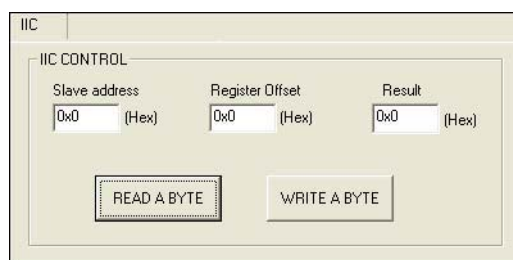 IIC
IIC CONTROL
Slave address Register Offset Result
0x0 (Hex) 0x0 (Hex) 0x0 (Hex)
READ A BYTE WRITE A BYTE